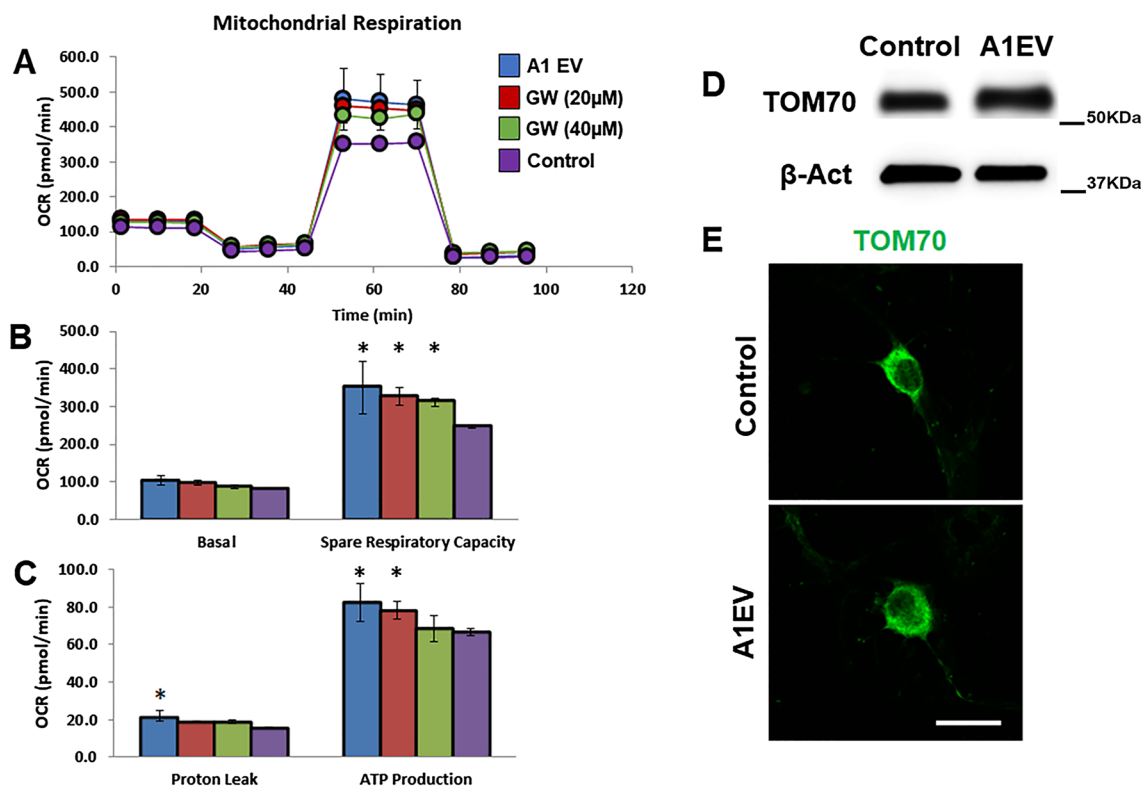 Mitochondrial Respiration
A
600.0
500.0
400.0
300.0
200.0
100.0
0.0
OCR (pmol/min)
0
20
40
60
80
100
120
Time (min)
A1 EV
GW (20µM)
GW (40µM)
Control
B
500.0
400.0
300.0
200.0
100.0
0.0
OCR (pmol/min)
* * *
Basal
Spare Respiratory Capacity
C
100.0
80.0
60.0
40.0
20.0
0.0
OCR (pmol/min)
*
* *
Proton Leak
ATP Production
D
Control A1EV
TOM70
50KDa
β-Act
37KDa
E
TOM70
Control
A1EV